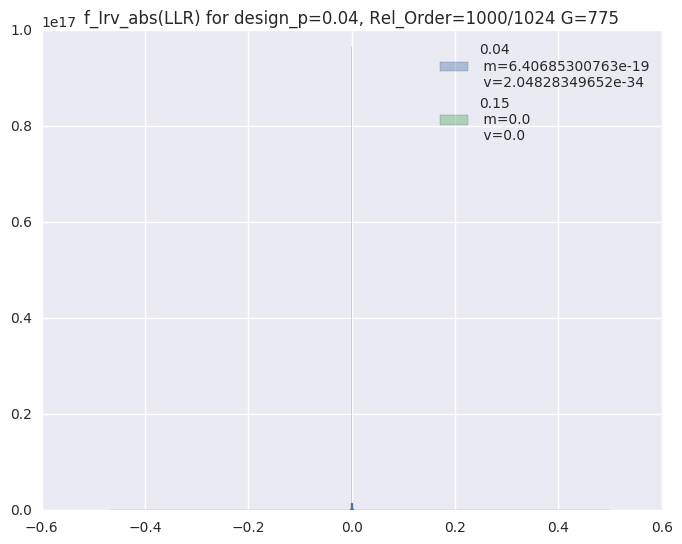 1e17
f_Irv_abs(LLR) for design_p=0.04, Rel_Order=1000/1024 G=775
1.0
0.8
0.6
0.4
0.2
0.0
0.04
m=6.40685300763e-19
v=2.04828349652e-34
0.15
m=0.0
v=0.0
−0.6
−0.4
−0.2
0.0
0.2
0.4
0.6